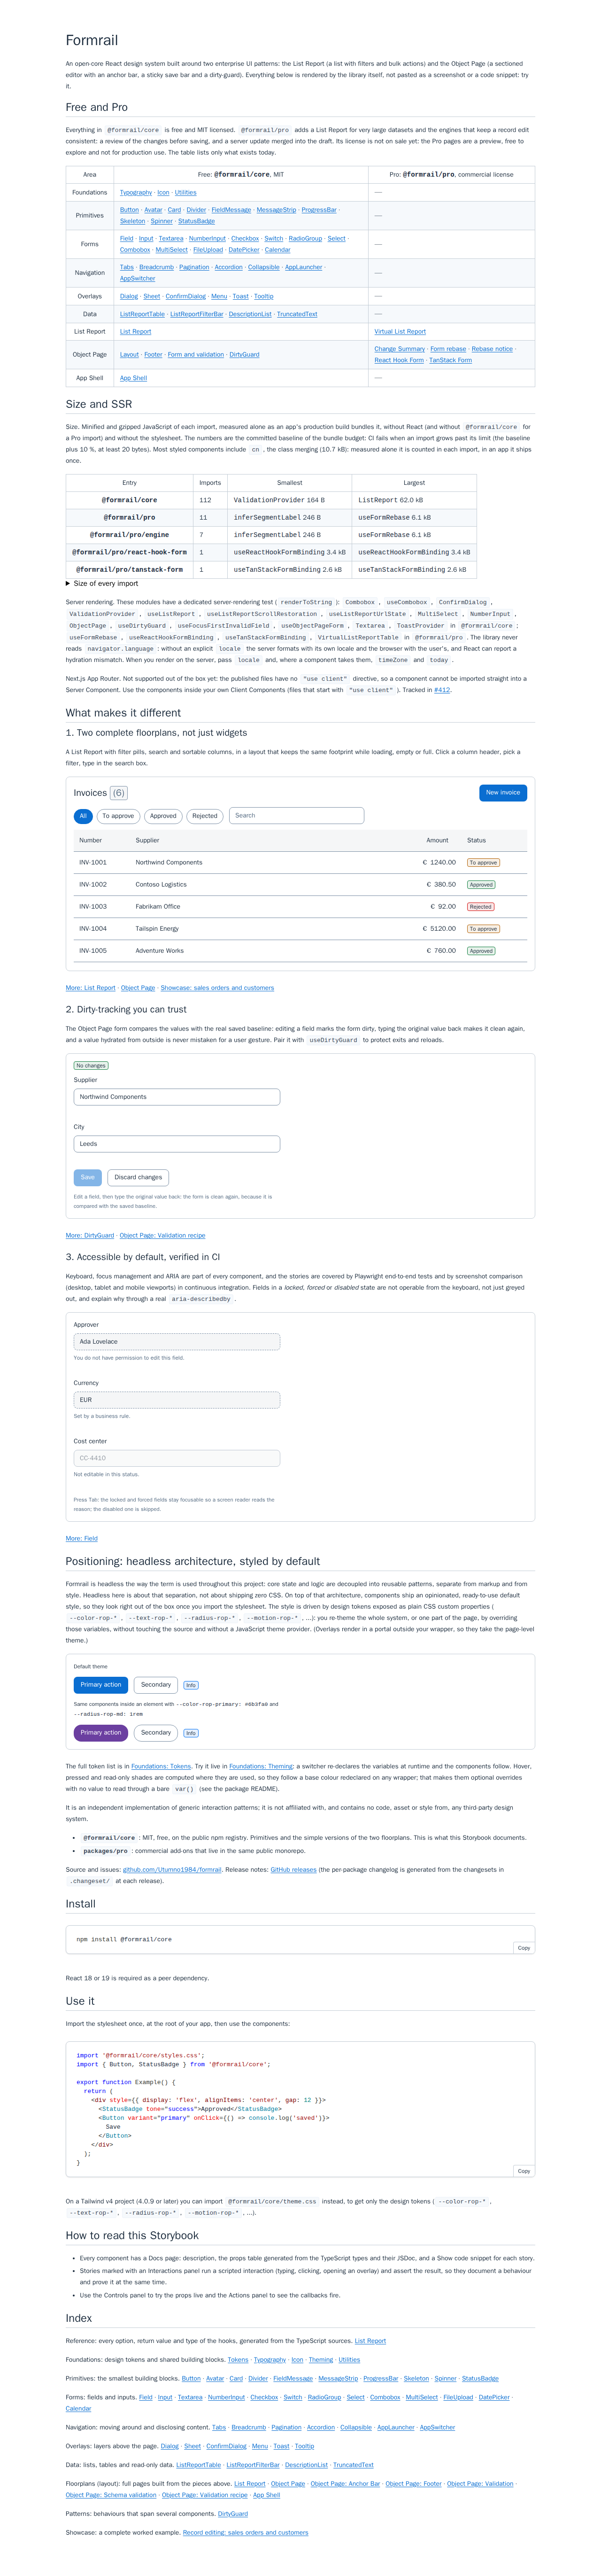 Formrail
An open-core React design system built around two enterprise UI patterns: the List Report (a list with filters and bulk actions) and the Object Page (a sectioned
editor with an anchor bar, a sticky save bar and a dirty-guard). Everything below is rendered by the library itself, not pasted as a screenshot or a code snippet: try
it.
Free and Pro
Everything in @formrail/core is free and MIT licensed. @formrail/pro adds a List Report for very large datasets and the engines that keep a record edit
consistent: a review of the changes before saving, and a server update merged into the draft. Its license is not on sale yet: the Pro pages are a preview, free to
explore and not for production use. The table lists only what exists today.
Area Free: @formrail/core, MIT Pro: @formrail/pro, commercial license
Foundations Typography · Icon · Utilities —
Primitives Button · Avatar · Card · Divider · FieldMessage · MessageStrip · ProgressBar ·
Skeleton · Spinner · StatusBadge —
Forms Field · Input · Textarea · NumberInput · Checkbox · Switch · RadioGroup · Select ·
Combobox · MultiSelect · FileUpload · DatePicker · Calendar —
Navigation Tabs · Breadcrumb · Pagination · Accordion · Collapsible · AppLauncher ·
AppSwitcher —
Overlays Dialog · Sheet · ConfirmDialog · Menu · Toast · Tooltip —
Data ListReportTable · ListReportFilterBar · DescriptionList · TruncatedText —
List Report List Report Virtual List Report
Object Page Layout · Footer · Form and validation · DirtyGuard Change Summary · Form rebase · Rebase notice ·
React Hook Form · TanStack Form
App Shell App Shell —
Size and SSR
Size. Minified and gzipped JavaScript of each import, measured alone as an app's production build bundles it, without React (and without @formrail/core for
a Pro import) and without the stylesheet. The numbers are the committed baseline of the bundle budget: CI fails when an import grows past its limit (the baseline
plus 10 %, at least 20 bytes). Most styled components include cn, the class merging (10.7 kB): measured alone it is counted in each import, in an app it ships
once.
Entry Imports Smallest Largest
@formrail/core 112 ValidationProvider 164 B ListReport 62.0 kB
@formrail/pro 11 inferSegmentLabel 246 B useFormRebase 6.1 kB
@formrail/pro/engine 7 inferSegmentLabel 246 B useFormRebase 6.1 kB
@formrail/pro/react-hook-form 1 useReactHookFormBinding 3.4 kB useReactHookFormBinding 3.4 kB
@formrail/pro/tanstack-form 1 useTanStackFormBinding 2.6 kB useTanStackFormBinding 2.6 kB
▶ Size of every import
Server rendering. These modules have a dedicated server-rendering test ( renderToString ): Combobox , useCombobox , ConfirmDialog ,
ValidationProvider , useListReport , useListReportScrollRestoration , useListReportUrlState , MultiSelect , NumberInput ,
ObjectPage , useDirtyGuard , useFocusFirstInvalidField , useObjectPageForm , Textarea , ToastProvider in @formrail/core ;
useFormRebase , useReactHookFormBinding , useTanStackFormBinding , VirtualListReportTable in @formrail/pro . The library never
reads navigator.language : without an explicit locale the server formats with its own locale and the browser with the user's, and React can report a
hydration mismatch. When you render on the server, pass locale and, where a component takes them, timeZone and today .
Next.js App Router. Not supported out of the box yet: the published files have no "use client" directive, so a component cannot be imported straight into a
Server Component. Use the components inside your own Client Components (files that start with "use client" ). Tracked in #412.
What makes it different
1. Two complete floorplans, not just widgets
A List Report with filter pills, search and sortable columns, in a layout that keeps the same footprint while loading, empty or full. Click a column header, pick a
filter, type in the search box.
Invoices (6) New invoice
All To approve Approved Rejected Search
Number Supplier Amount Status
INV-1001 Northwind Components € 1240.00 To approve
INV-1002 Contoso Logistics € 380.50 Approved
INV-1003 Fabrikam Office € 92.00 Rejected
INV-1004 Tailspin Energy € 5120.00 To approve
INV-1005 Adventure Works € 760.00 Approved
More: List Report · Object Page · Showcase: sales orders and customers
2. Dirty-tracking you can trust
The Object Page form compares the values with the real saved baseline: editing a field marks the form dirty, typing the original value back makes it clean again,
and a value hydrated from outside is never mistaken for a user gesture. Pair it with useDirtyGuard to protect exits and reloads.
No changes
Supplier
Northwind Components
City
Leeds
Save Discard changes
Edit a field, then type the original value back: the form is clean again, because it is
compared with the saved baseline.
More: DirtyGuard · Object Page: Validation recipe
3. Accessible by default, verified in CI
Keyboard, focus management and ARIA are part of every component, and the stories are covered by Playwright end-to-end tests and by screenshot comparison
(desktop, tablet and mobile viewports) in continuous integration. Fields in a locked, forced or disabled state are not operable from the keyboard, not just greyed
out, and explain why through a real aria-describedby .
Approver
Ada Lovelace
You do not have permission to edit this field.
Currency
EUR
Set by a business rule.
Cost center
CC-4410
Not editable in this status.
Press Tab: the locked and forced fields stay focusable so a screen reader reads the
reason; the disabled one is skipped.
More: Field
Positioning: headless architecture, styled by default
Formrail is headless the way the term is used throughout this project: core state and logic are decoupled into reusable patterns, separate from markup and from
style. Headless here is about that separation, not about shipping zero CSS. On top of that architecture, components ship an opinionated, ready-to-use default
style, so they look right out of the box once you import the stylesheet. The style is driven by design tokens exposed as plain CSS custom properties (
--color-rop-* , --text-rop-* , --radius-rop-* , --motion-rop-* , ...): you re-theme the whole system, or one part of the page, by overriding
those variables, without touching the source and without a JavaScript theme provider. (Overlays render in a portal outside your wrapper, so they take the page-level
theme.)
Default theme
Primary action Secondary Info
Same components inside an element with --color-rop-primary: #6b3fa0 and
--radius-rop-md: 1rem
Primary action Secondary Info
The full token list is in Foundations: Tokens. Try it live in Foundations: Theming: a switcher re-declares the variables at runtime and the components follow. Hover,
pressed and read-only shades are computed where they are used, so they follow a base colour redeclared on any wrapper; that makes them optional overrides
with no value to read through a bare var() (see the package README).
It is an independent implementation of generic interaction patterns; it is not affiliated with, and contains no code, asset or style from, any third-party design
system.
• @formrail/core : MIT, free, on the public npm registry. Primitives and the simple versions of the two floorplans. This is what this Storybook documents.
• packages/pro : commercial add-ons that live in the same public monorepo.
Source and issues: github.com/Utumno1984/formrail. Release notes: GitHub releases (the per-package changelog is generated from the changesets in
.changeset/ at each release).
Install
npm install @formrail/core
Copy
React 18 or 19 is required as a peer dependency.
Use it
Import the stylesheet once, at the root of your app, then use the components:
import '@formrail/core/styles.css';
import { Button, StatusBadge } from '@formrail/core';
export function Example() {
return (
<div style={{ display: 'flex', alignItems: 'center', gap: 12 }}>
<StatusBadge tone="success">Approved</StatusBadge>
<Button variant="primary" onClick={() => console.log('saved')}>
Save
</Button>
</div>
);
}
Copy
On a Tailwind v4 project (4.0.9 or later) you can import @formrail/core/theme.css instead, to get only the design tokens ( --color-rop-* ,
--text-rop-* , --radius-rop-* , --motion-rop-* , ...).
How to read this Storybook
• Every component has a Docs page: description, the props table generated from the TypeScript types and their JSDoc, and a Show code snippet for each story.
• Stories marked with an Interactions panel run a scripted interaction (typing, clicking, opening an overlay) and assert the result, so they document a behaviour
and prove it at the same time.
• Use the Controls panel to try the props live and the Actions panel to see the callbacks fire.
Index
Reference: every option, return value and type of the hooks, generated from the TypeScript sources. List Report
Foundations: design tokens and shared building blocks. Tokens · Typography · Icon · Theming · Utilities
Primitives: the smallest building blocks. Button · Avatar · Card · Divider · FieldMessage · MessageStrip · ProgressBar · Skeleton · Spinner · StatusBadge
Forms: fields and inputs. Field · Input · Textarea · NumberInput · Checkbox · Switch · RadioGroup · Select · Combobox · MultiSelect · FileUpload · DatePicker ·
Calendar
Navigation: moving around and disclosing content. Tabs · Breadcrumb · Pagination · Accordion · Collapsible · AppLauncher · AppSwitcher
Overlays: layers above the page. Dialog · Sheet · ConfirmDialog · Menu · Toast · Tooltip
Data: lists, tables and read-only data. ListReportTable · ListReportFilterBar · DescriptionList · TruncatedText
Floorplans (layout): full pages built from the pieces above. List Report · Object Page · Object Page: Anchor Bar · Object Page: Footer · Object Page: Validation ·
Object Page: Schema validation · Object Page: Validation recipe · App Shell
Patterns: behaviours that span several components. DirtyGuard
Showcase: a complete worked example. Record editing: sales orders and customers